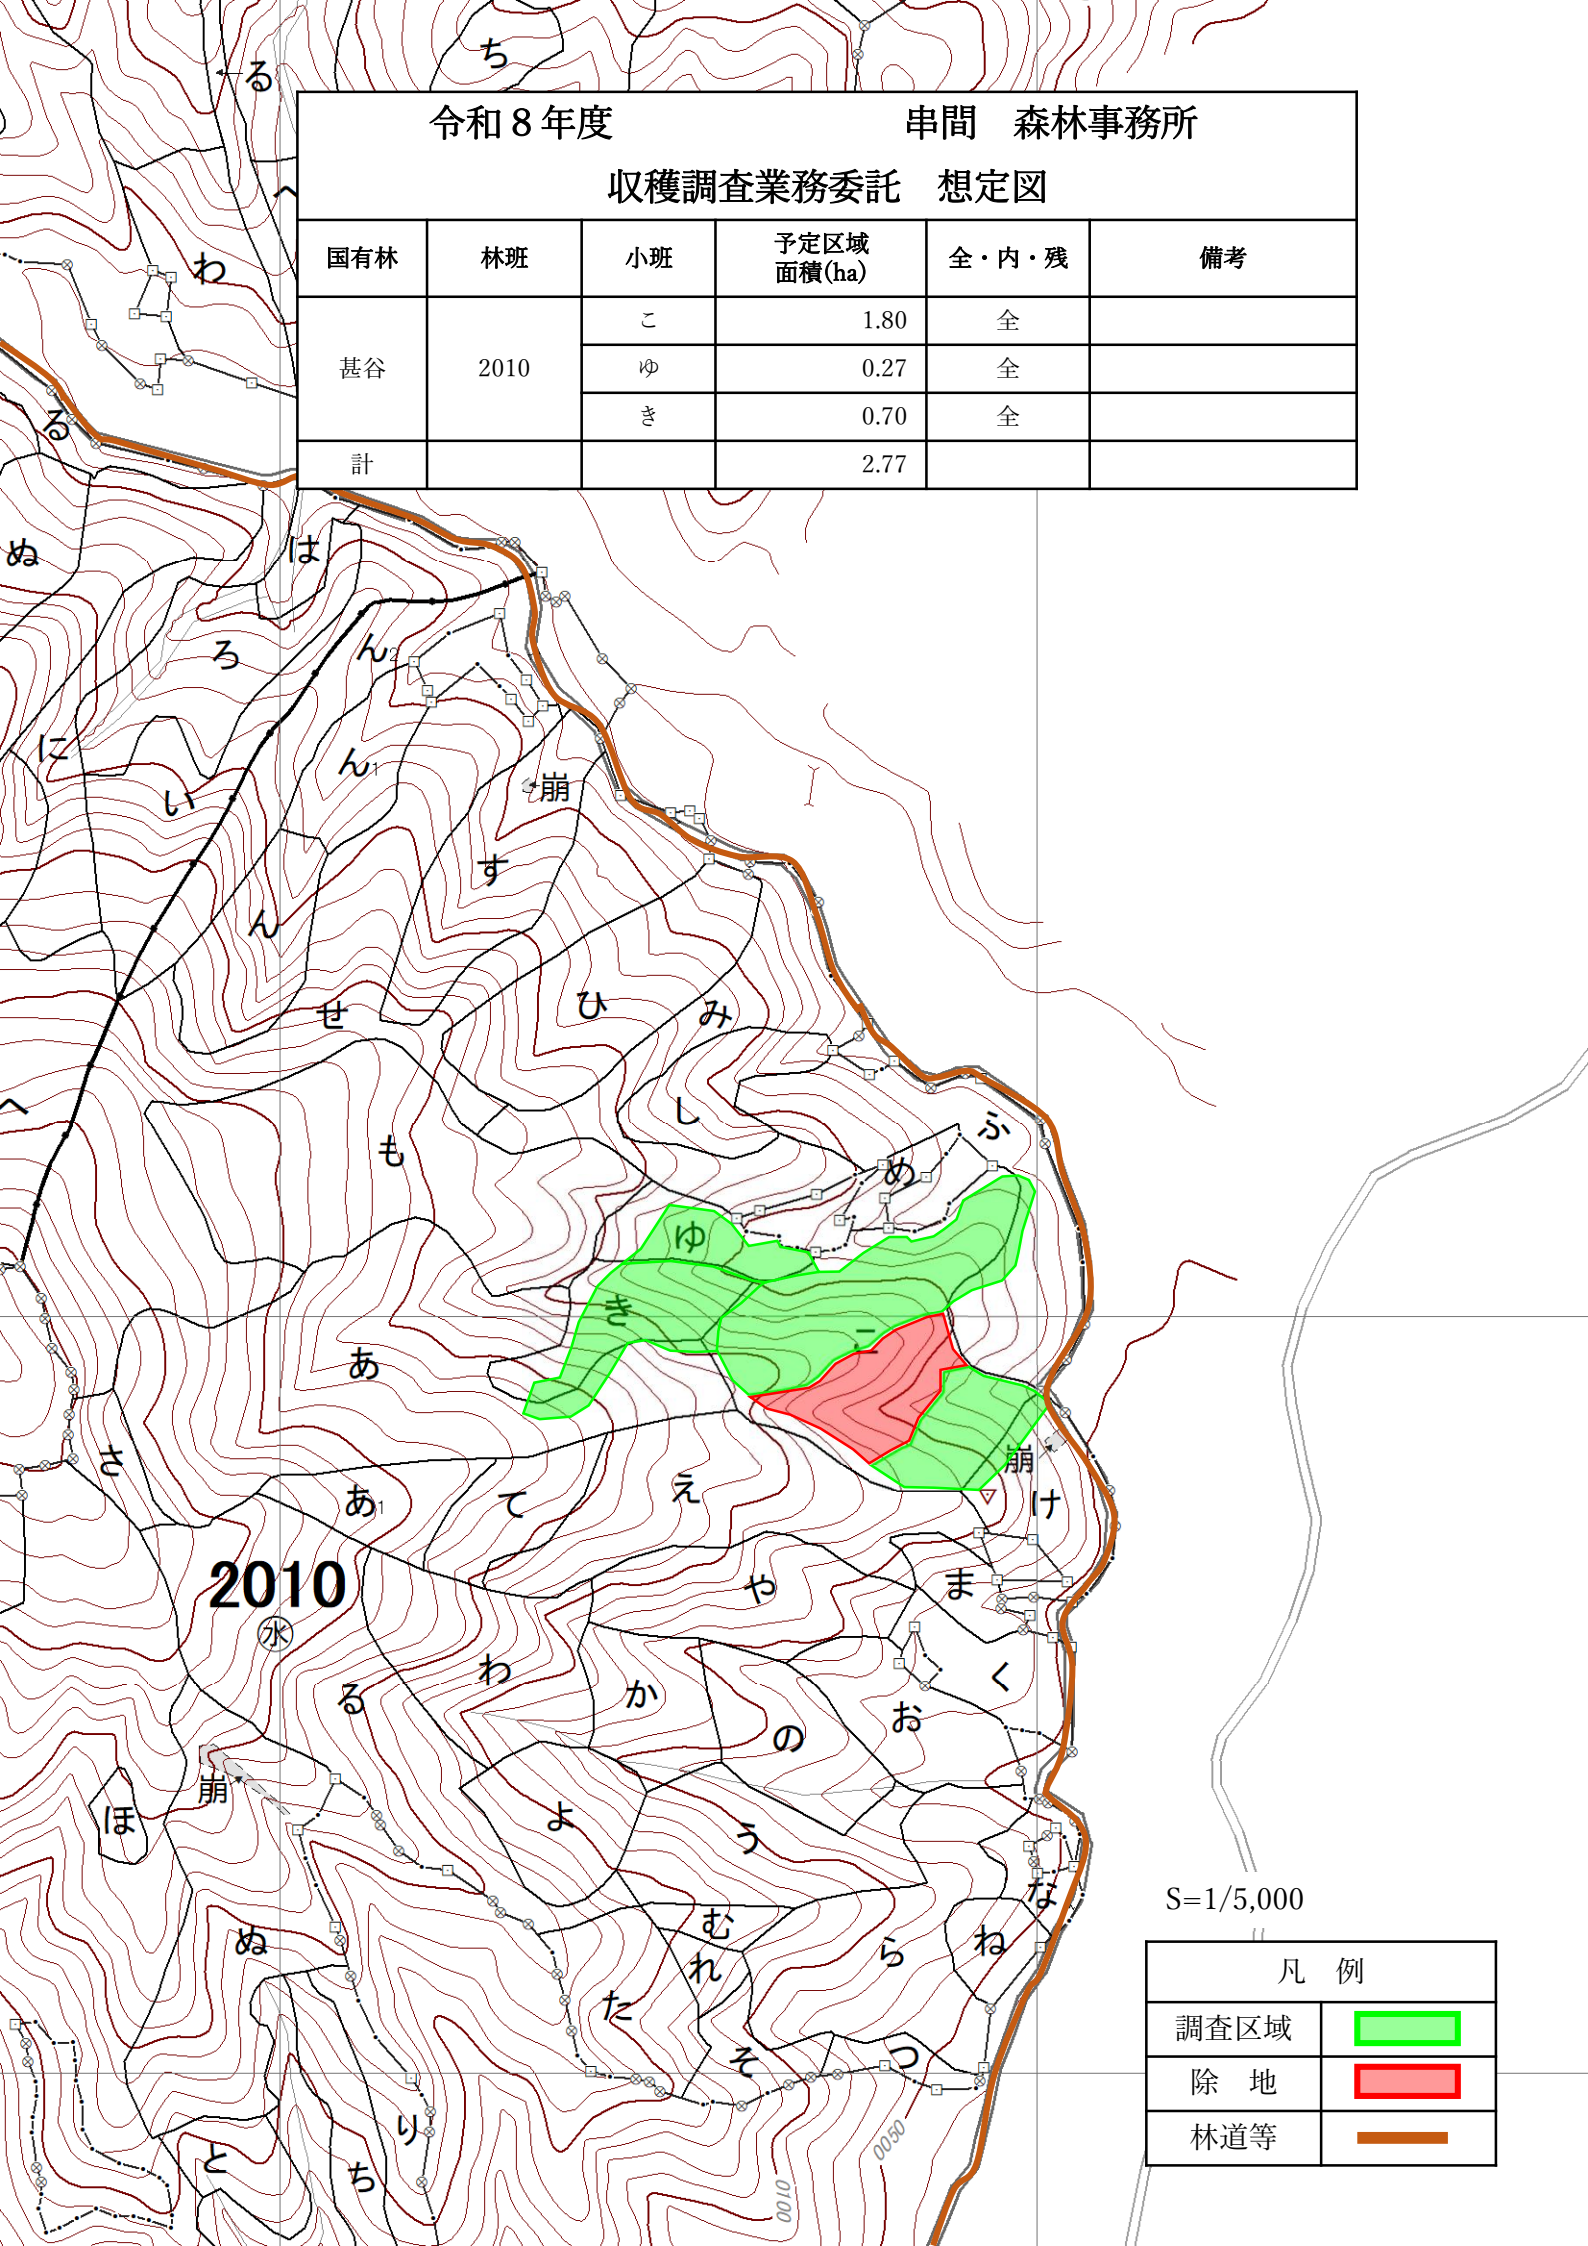 る
ち
令和８年度 串間　森林事務所
収穫調査業務委託　想定図
国有林 林班 小班 予定区域面積(ha) 全・内・残 備考
甚谷 2010 こ 1.80 全
ゆ 0.27 全
き 0.70 全
計 2.77
へ
わ
る
ぬ
は
ろ
ん2
に
ん1
い
崩
す
ん
せ
ひ
み
へ
し
ふ
も
め
ゆ
き
こ
あ
さ
崩
え
あ1
て
け
2010
や
ま
水
わ
る
か
く
お
の
崩
ほ
よ
う
な
S=1/5,000
む
ぬ
ね
ら
れ
凡　例
た
調査区域
そ
つ
除　地
り
林道等
0050
と
ち
0100